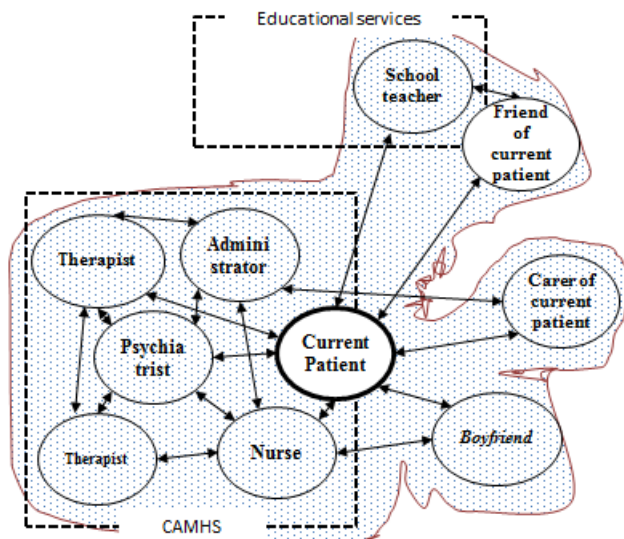 Educational services
School
teacher
Friend
of
current
patient
Therapist
Admini
strator
Carer of
current
patient
Psychia
trist
Current
Patient
Boyfriend
Therapist
Nurse
CAMHS